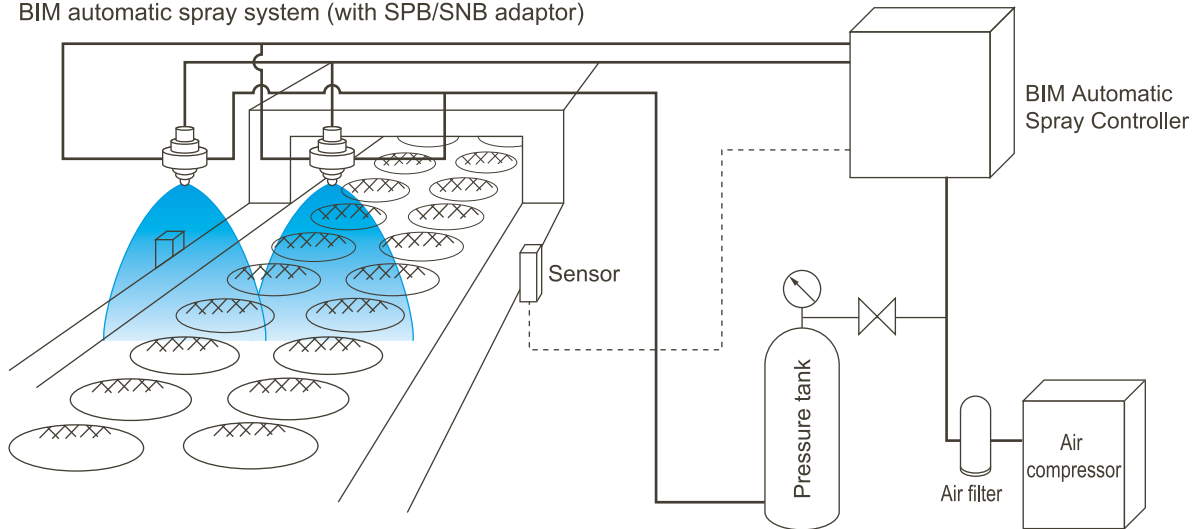 BIM automatic spray system (with SPB/SNB adaptor)
BIM Automatic
Spray Controller
Sensor
Pressure tank
Air filter
Air
compressor